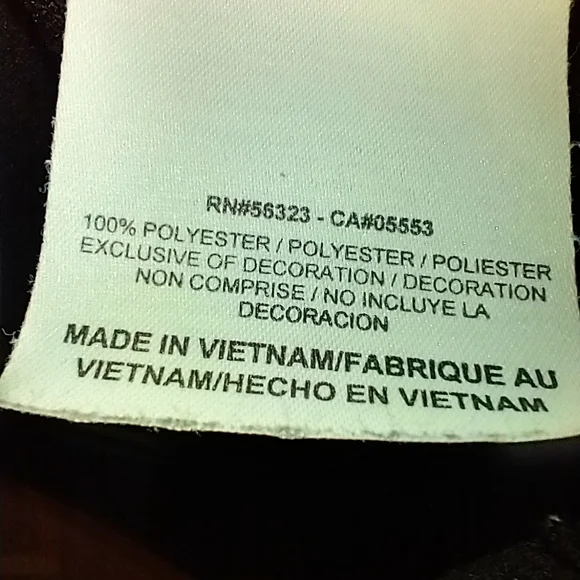 RN#56323 - CA#05553
100% POLYESTER / POLYESTER / POLIESTER
EXCLUSIVE OF DECORATION / DECORATION
NON COMPRISE / NO INCLUYE LA
DECORACION
MADE IN VIETNAM/FABRIQUE AU
VIETNAM/HECHO EN VIETNAM